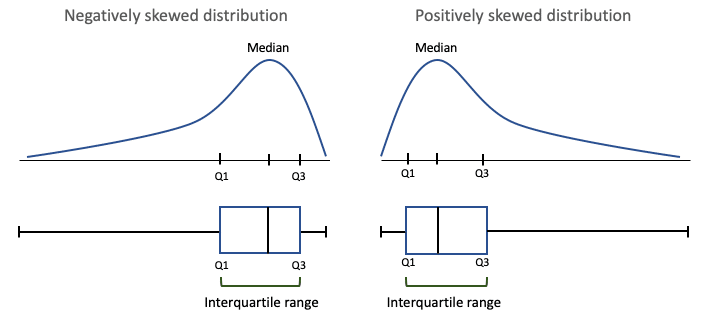 Negatively skewed distribution
Positively skewed distribution
Median
Median
Q1
Q3
Q1
Q3
Q1
Q3
Q1
Q3
Interquartile range
Interquartile range